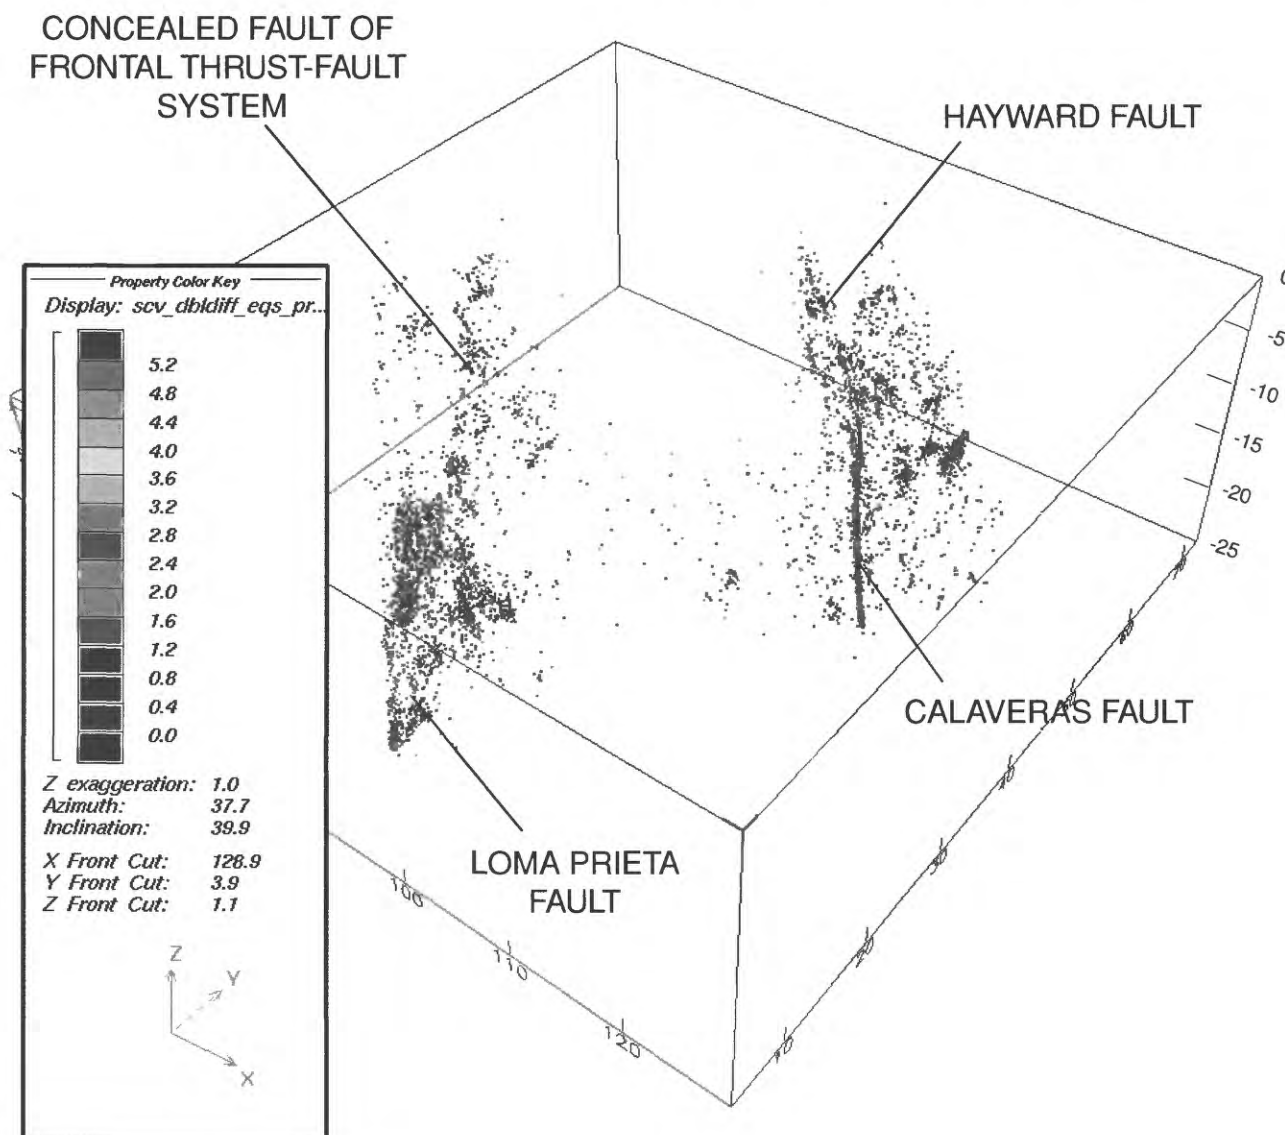 CONCEALED FAULT OF
FRONTAL THRUST-FAULT
SYSTEM
HAYWARD FAULT
Property Color Key
Display: scv_dbldiff_eqs_pr...
5.2
4.8
4.4
4.0
3.6
3.2
2.8
2.4
2.0
1.6
1.2
0.8
0.4
0.0
Z exaggeration: 1.0
Azimuth: 37.7
Inclination: 39.9
X Front Cut: 128.9
Y Front Cut: 3.9
Z Front Cut: 1.1
Z
Y
X
0
-5
-10
-15
-20
-25
CALAVERAS FAULT
LOMA PRIETA
FAULT
100
110
120
10
20
30